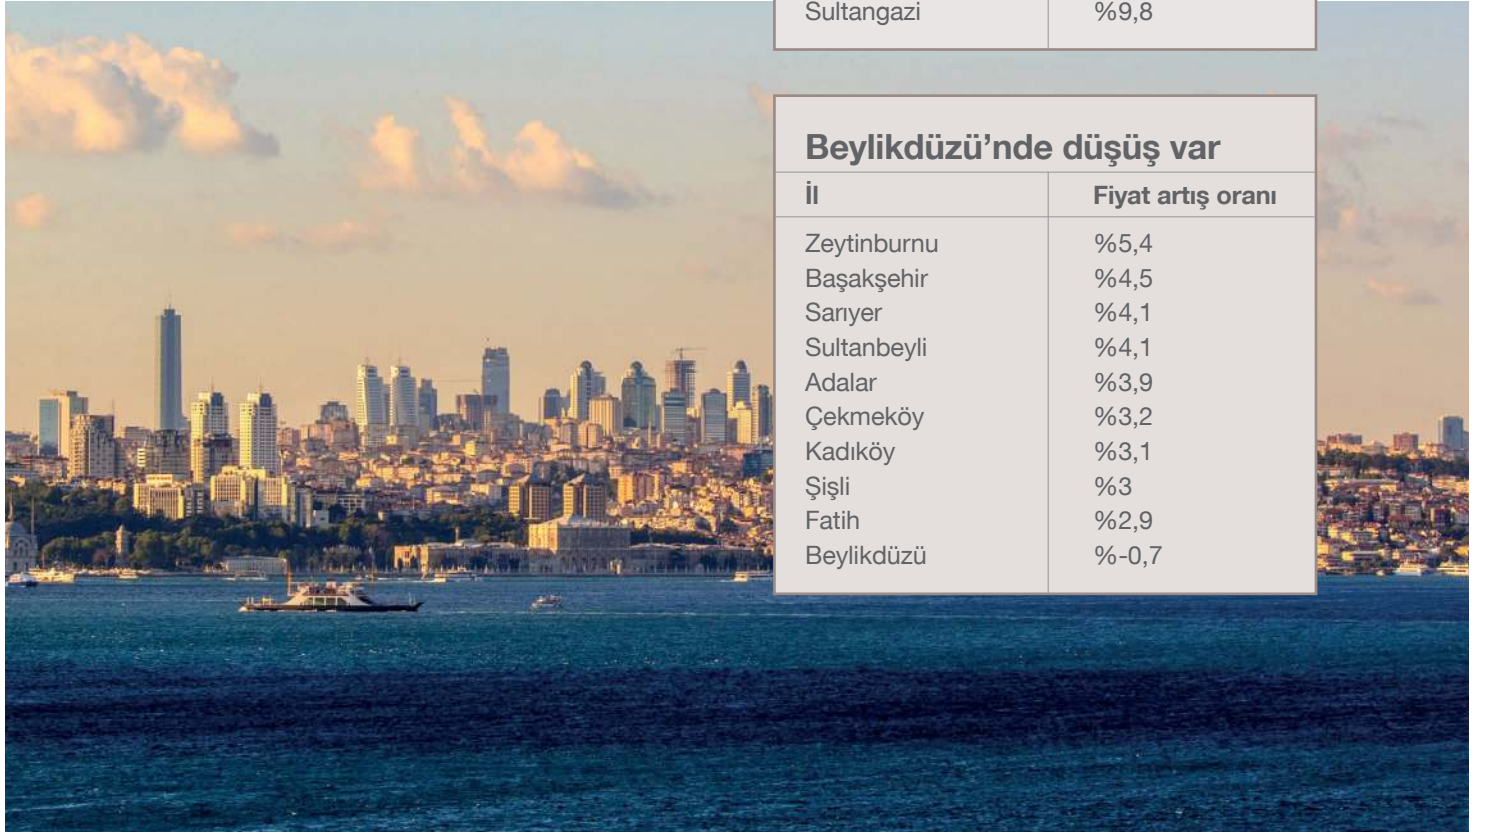 Sultangazi %9,8
Beylikdüzü’nde düşüş var
İl Fiyat artış oranı
Zeytinburnu %5,4
Başakşehir %4,5
Sarıyer %4,1
Sultanbeyli %4,1
Adalar %3,9
Çekmeköy %3,2
Kadıköy %3,1
Şişli %3
Fatih %2,9
Beylikdüzü %-0,7